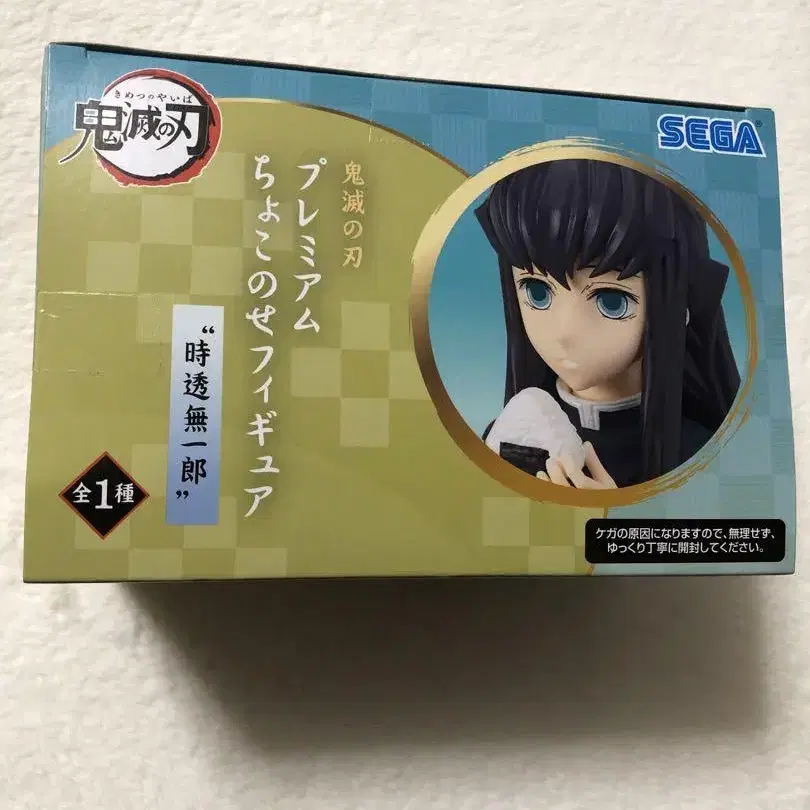 きめつのやいば
鬼滅の刃
SEGA®
鬼滅の刃
プレミアム
ちょこのせフィギュア
“時透無一郎”
全1種
ケガの原因になりますので、無理せず、
ゆっくり丁寧に開封してください。